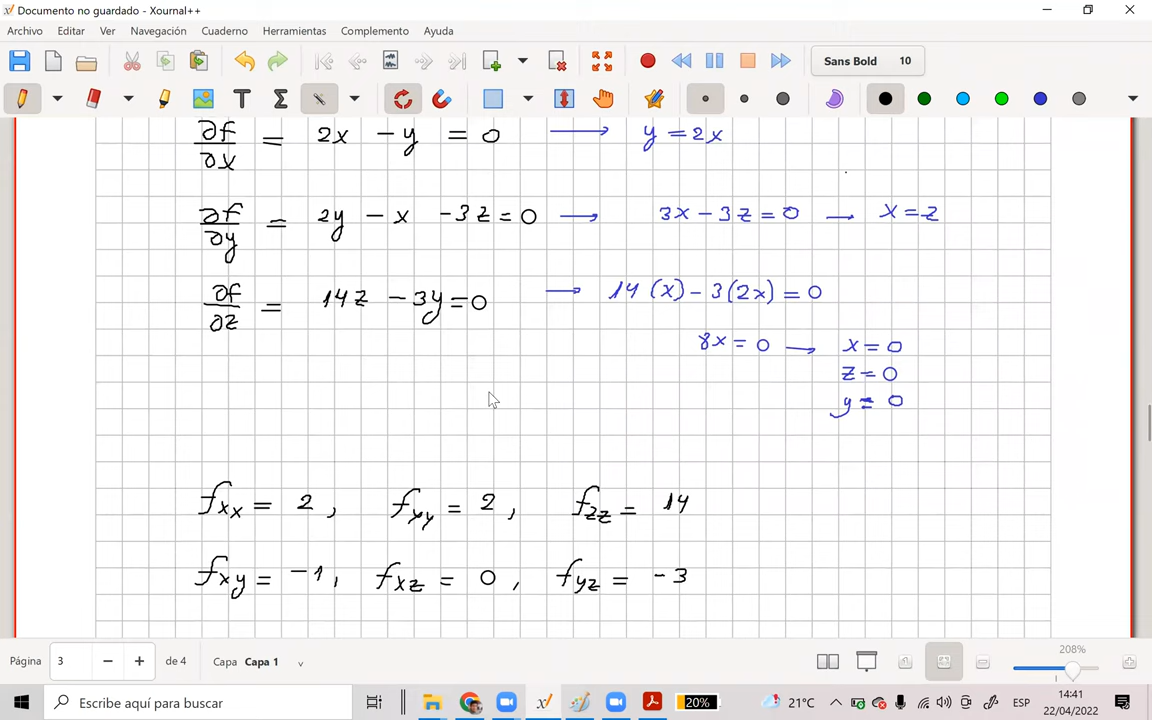 Documento no guardado - Xournal++
Archivo Editar Ver Navegación Cuaderno Herramientas Complemento Ayuda
Sans Bold 10
∂f/∂x = 2x - y = 0 → y = 2x
∂f/∂y = 2y - x - 3z = 0 → 3x - 3z = 0 → x = z
∂f/∂z = 14z - 3y = 0 → 14(x) - 3(2x) = 0
8x = 0 → x = 0
z = 0
y = 0
fxx = 2, fxy = 2, fzz = 14
fxy = -1, fxz = 0, fyz = -3
Página 3 de 4 Capa Capa 1 208%
Escribe aquí para buscar 20% 21°C ESP 14:41
22/04/2022